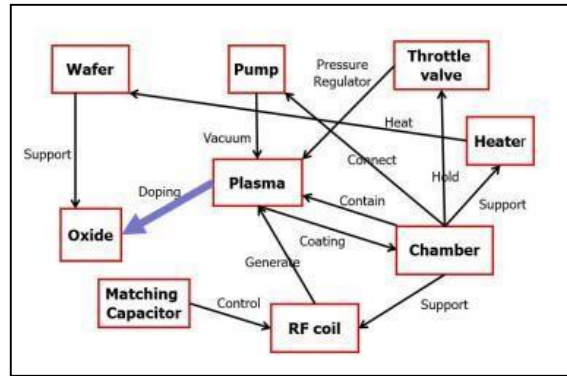 Wafer
Pump
Pressure
Regulator
Throttle
valve
Heat
Heater
Support
Vacuum
Connect
Hold
Support
Doping
Plasma
Contain
Oxide
Coating
Chamber
Generate
Matching
Capacitor
Control
RF coil
Support